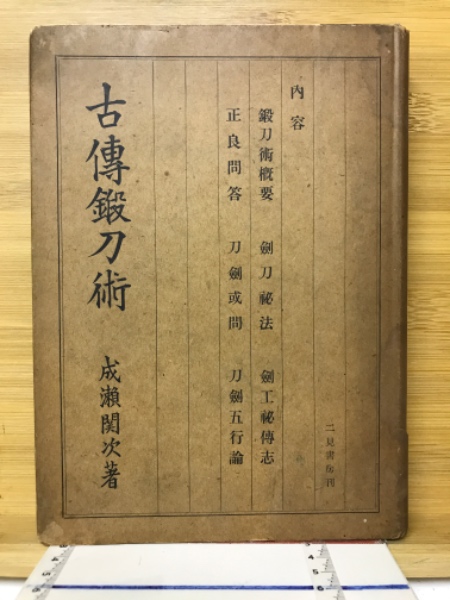 内容
鍛刀術概要　劍刀祕法　劍工祕傳志
正良問答　刀劍或問　刀劍五行論
二見書房刊
古傳鍛刀術
成瀬関次著